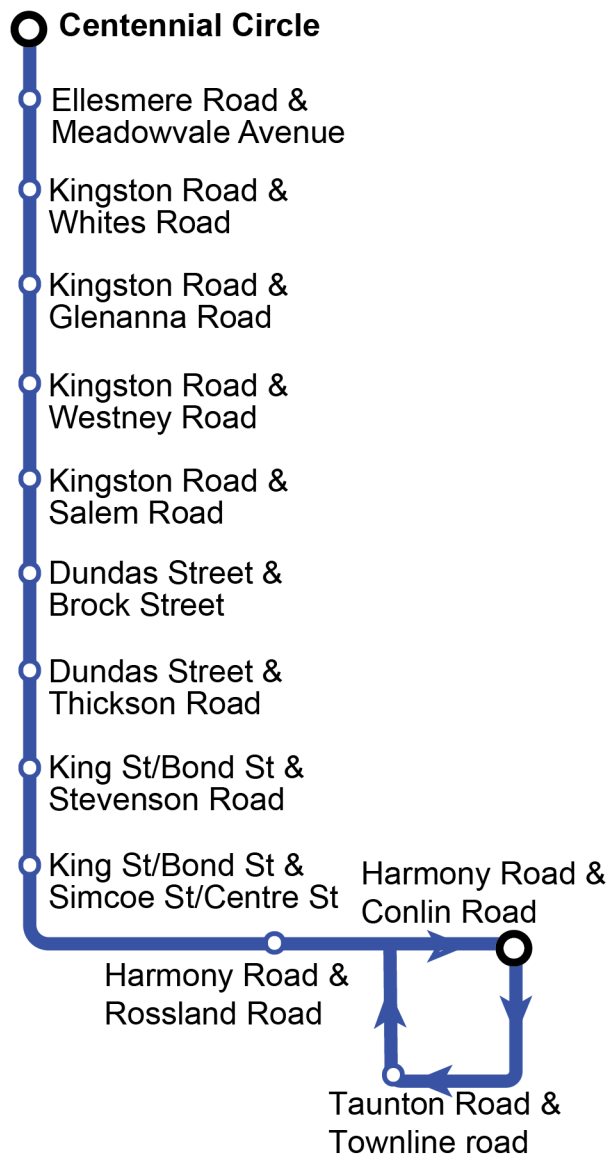 Centennial Circle
Ellesmere Road &
Meadowvale Avenue
Kingston Road &
Whites Road
Kingston Road &
Glenanna Road
Kingston Road &
Westney Road
Kingston Road &
Salem Road
Dundas Street &
Brock Street
Dundas Street &
Thickson Road
King St/Bond St &
Stevenson Road
King St/Bond St &
Simcoe St/Centre St
Harmony Road &
Conlin Road
Harmony Road &
Rossland Road
Taunton Road &
Townline road